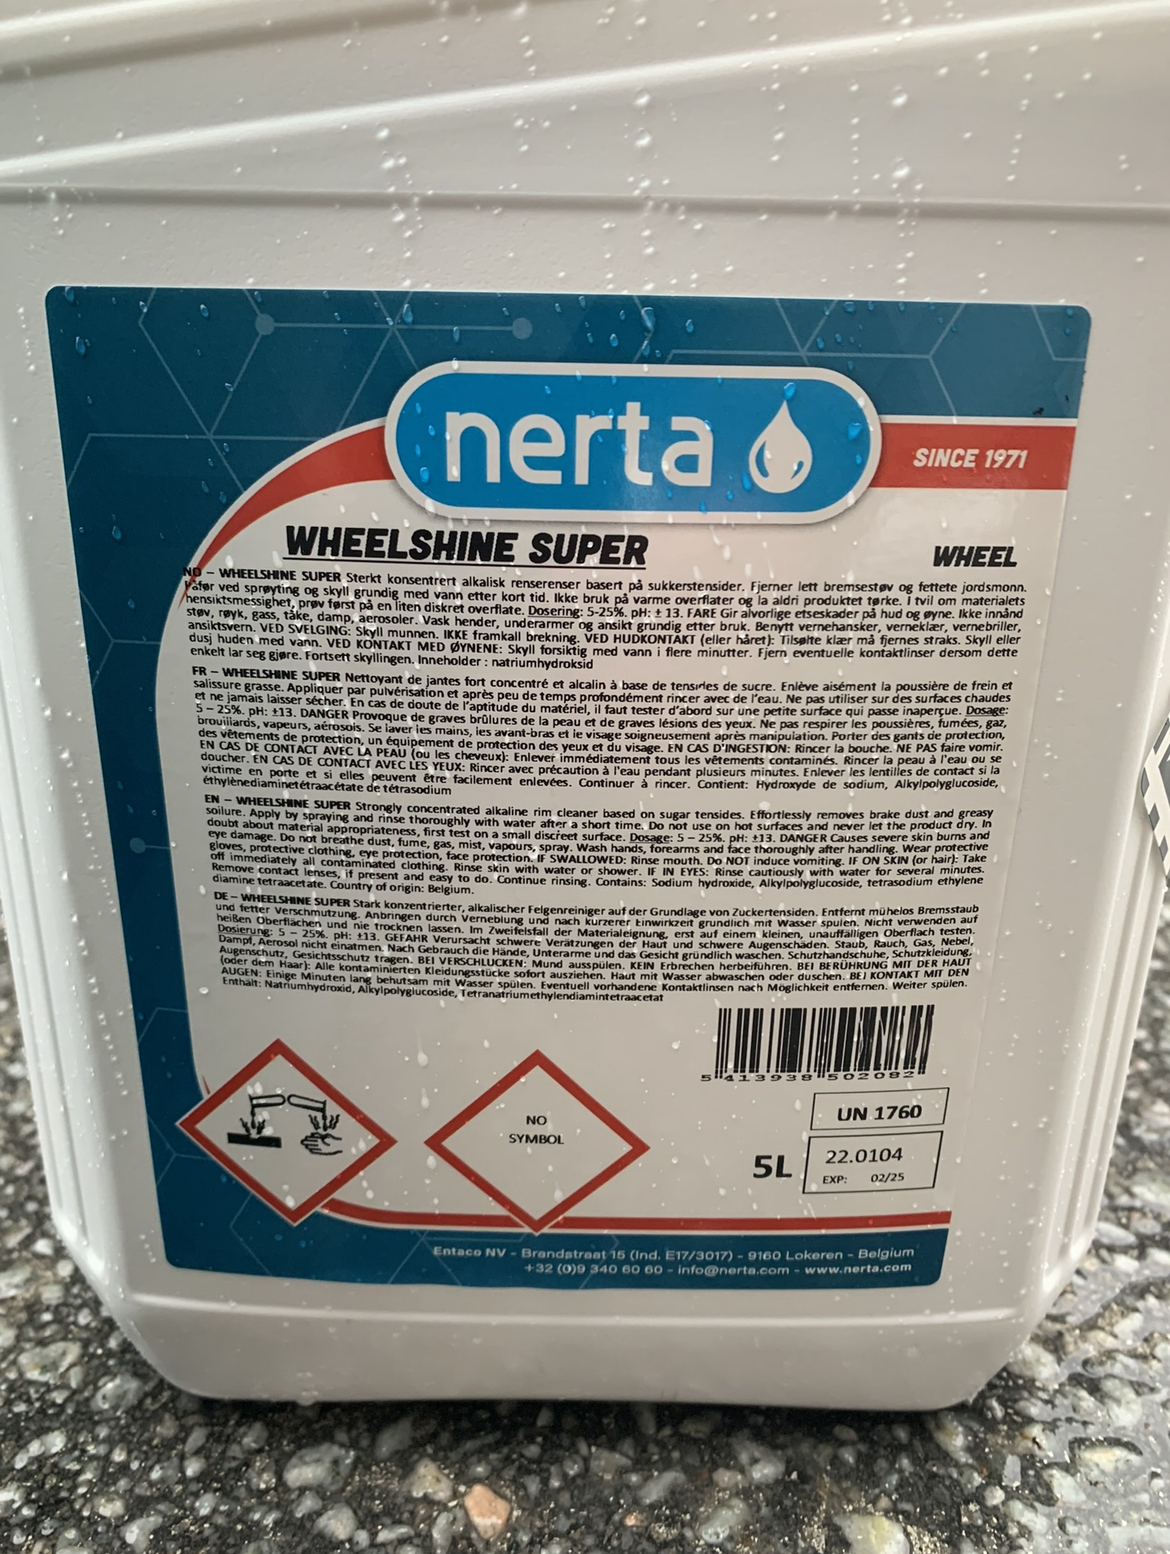 nerta
SINCE 1971
WHEELSHINE SUPER
WHEEL
NO – WHEELSHINE SUPER Sterkt konsentrert alkalisk renserenser basert på sukkerstensider. Fjerner lett bremsestøv og fettete jordsmonn.
Påfør ved sprøyting og skyll grundig med vann etter kort tid. Ikke bruk på varme overflater og la aldri produktet tørke. I tvil om materialets
hensiktsmessighet, prøv først på en liten diskret overflate. Dosering: 5-25%. pH: ± 13. FARE Gir alvorlige etseskader på hud og øyne. Ikke innånd
støv, røyk, gass, tåke, damp, aerosoler. Vask hender, underarmer og ansikt grundig etter bruk. Benytt vernehansker, verneklær, vernebriller,
ansiktsvern. VED SVELGING: Skyll munnen. IKKE framkall brekning. VED HUDKONTAKT (eller håret): Tilsølte klær må fjernes straks. Skyll eller
dusj huden med vann. VED KONTAKT MED ØYNENE: Skyll forsiktig med vann i flere minutter. Fjern eventuelle kontaktlinser dersom dette
enkelt lar seg gjøre. Fortsett skyllingen. Inneholder : natriumhydroksid
FR – WHEELSHINE SUPER Nettoyant de jantes fort concentré et alcalin à base de tensides de sucre. Enlève aisément la poussière de frein et
salissure grasse. Appliquer par pulvérisation et après peu de temps profondément rincer avec de l'eau. Ne pas utiliser sur des surfaces chaudes
et ne jamais laisser sécher. En cas de doute de l'aptitude du matériel, il faut tester d'abord sur une petite surface qui passe inaperçue. Dosage:
5 – 25%. pH: ±13. DANGER Provoque de graves brûlures de la peau et de graves lésions des yeux. Ne pas respirer les poussières, fumées, gaz,
brouillards, vapeurs, aérosols. Se laver les mains, les avant-bras et le visage soigneusement après manipulation. Porter des gants de protection,
des vêtements de protection, un équipement de protection des yeux et du visage. EN CAS D'INGESTION: Rincer la bouche. NE PAS faire vomir.
EN CAS DE CONTACT AVEC LA PEAU (ou les cheveux): Enlever immédiatement tous les vêtements contaminés. Rincer la peau à l'eau ou se
doucher. EN CAS DE CONTACT AVEC LES YEUX: Rincer avec précaution à l'eau pendant plusieurs minutes. Enlever les lentilles de contact si la
victime en porte et si elles peuvent être facilement enlevées. Continuer à rincer. Contient: Hydroxyde de sodium, Alkylpolyglucoside,
éthylènediaminetétraacétate de tétrasodium
EN – WHEELSHINE SUPER Strongly concentrated alkaline rim cleaner based on sugar tensides. Effortlessly removes brake dust and greasy
soilure. Apply by spraying and rinse thoroughly with water after a short time. Do not use on hot surfaces and never let the product dry. In
doubt about material appropriateness, first test on a small discreet surface. Dosage: 5 – 25%. pH: ±13. DANGER Causes severe skin burns and
eye damage. Do not breathe dust, fume, gas, mist, vapours, spray. Wash hands, forearms and face thoroughly after handling. Wear protective
gloves, protective clothing, eye protection, face protection. IF SWALLOWED: Rinse mouth. Do NOT induce vomiting. IF ON SKIN (or hair): Take
off immediately all contaminated clothing. Rinse skin with water or shower. IF IN EYES: Rinse cautiously with water for several minutes.
Remove contact lenses, if present and easy to do. Continue rinsing. Contains: Sodium hydroxide, Alkylpolyglucoside, tetrasodium ethylene
diamine tetraacetate. Country of origin: Belgium.
DE – WHEELSHINE SUPER Stark konzentrierter, alkalischer Felgenreiniger auf der Grundlage von Zuckertensiden. Entfernt mühelos Bremsstaub
und fetter Verschmutzung. Anbringen durch Verneblung und nach kurzerer Einwirkzeit gründlich mit Wasser spulen. Nicht verwenden auf
heißen Oberflächen und nie trocknen lassen. Im Zweifelsfall der Materialeignung, erst auf einem kleinen, unauffälligen Oberflach testen.
Dosierung: 5 – 25%. pH: ±13. GEFAHR Verursacht schwere Verätzungen der Haut und schwere Augenschäden. Staub, Rauch, Gas, Nebel,
Dampf, Aerosol nicht einatmen. Nach Gebrauch die Hände, Unterarme und das Gesicht gründlich waschen. Schutzhandschuhe, Schutzkleidung,
Augenschutz, Gesichtsschutz tragen. BEI VERSCHLUCKEN: Mund ausspülen. KEIN Erbrechen herbeiführen. BEI BERÜHRUNG MIT DER HAUT
(oder dem Haar): Alle kontaminierten Kleidungsstücke sofort ausziehen. Haut mit Wasser abwaschen oder duschen. BEI KONTAKT MIT DEN
AUGEN: Einige Minuten lang behutsam mit Wasser spülen. Eventuell vorhandene Kontaktlinsen nach Möglichkeit entfernen. Weiter spülen.
Enthält: Natriumhydroxid, Alkylpolyglucoside, Tetranatriumethylendiamintetraacetat
5 413938 502082
NO
SYMBOL
UN 1760
5L
22.0104
EXP: 02/25
Entaco NV - Brandstraat 15 (Ind. E17/3017) - 9160 Lokeren - Belgium
+32 (0)9 340 60 60 - info@nerta.com - www.nerta.com